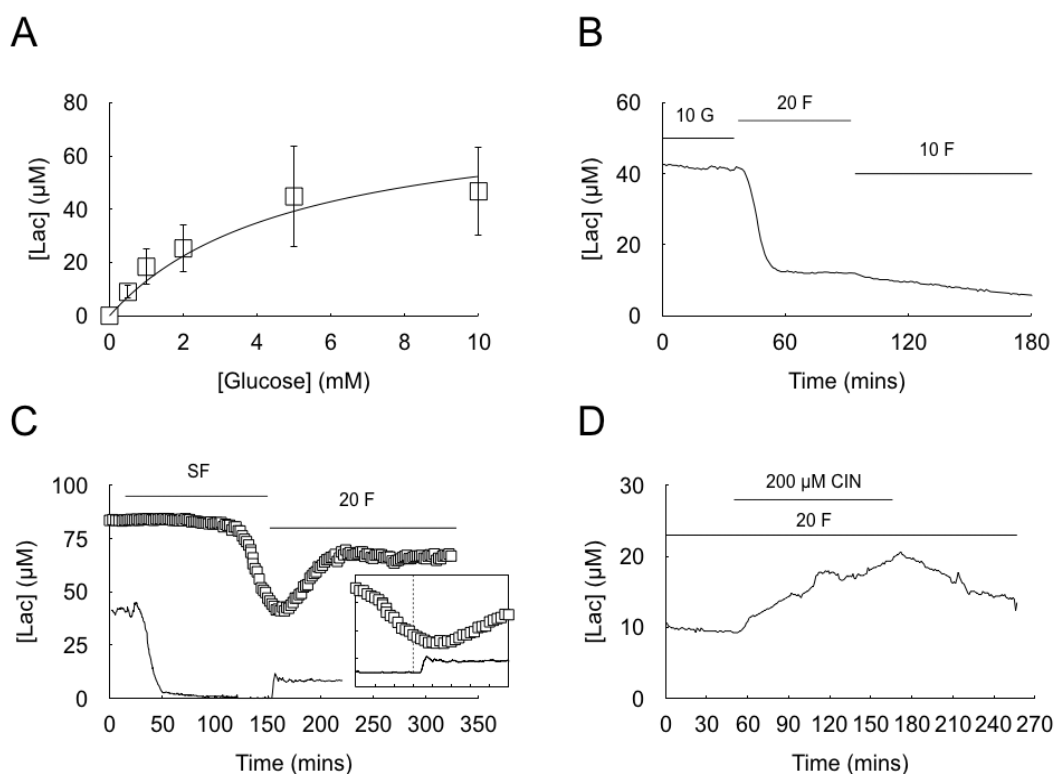 A
80
60
40
20
0
[Lac] (µM)
0 2 4 6 8 10
[Glucose] (mM)
B
60
40
20
0
[Lac] (µM)
10 G
20 F
10 F
0 60 120 180
Time (mins)
C
100
75
50
25
0
[Lac] (µM)
SF
20 F
0 50 100 150 200 250 300 350
Time (mins)
D
30
20
10
0
[Lac] (µM)
200 µM CIN
20 F
0 30 60 90 120 150 180 210 240 270
Time (mins)